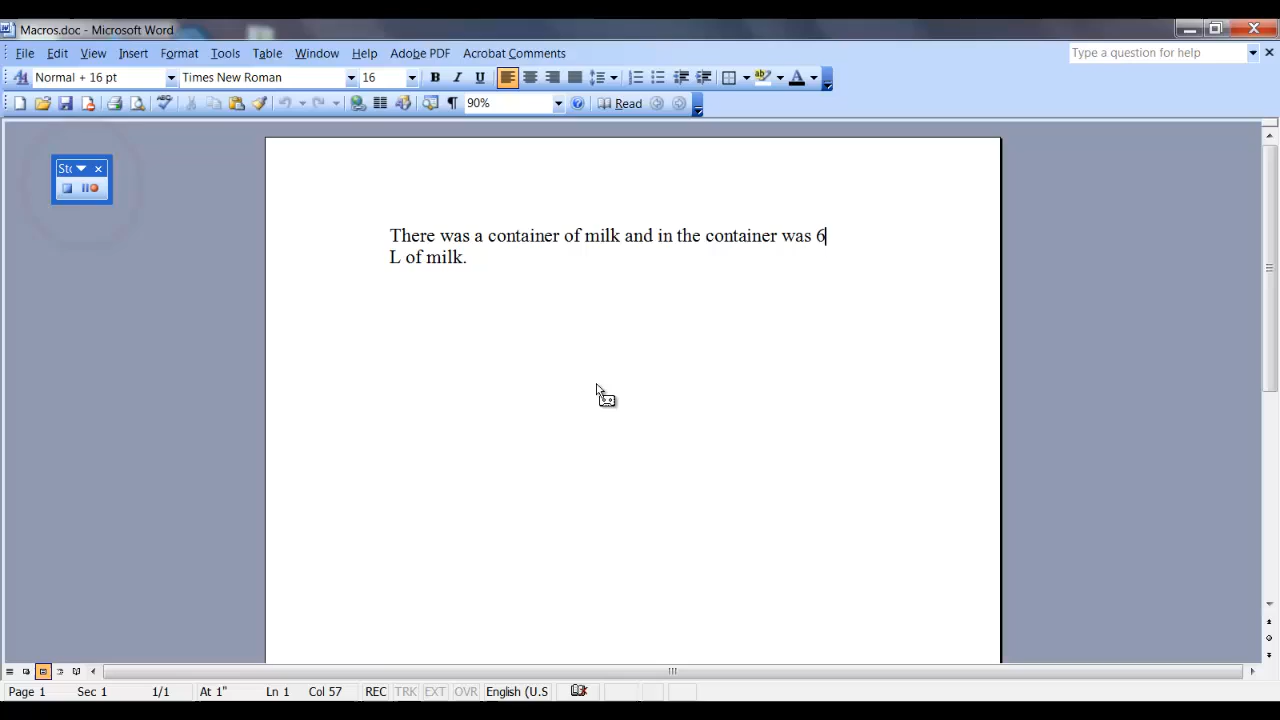 Macros.doc - Microsoft Word
File Edit View Insert Format Tools Table Window Help Adobe PDF Acrobat Comments Type a question for help
Normal + 16 pt Times New Roman 16 B I U A
90% Read
Sto
There was a container of milk and in the container was 6
L of milk.
Page 1 Sec 1 1/1 At 1" Ln 1 Col 57 REC TRK EXT OVR English (U.S